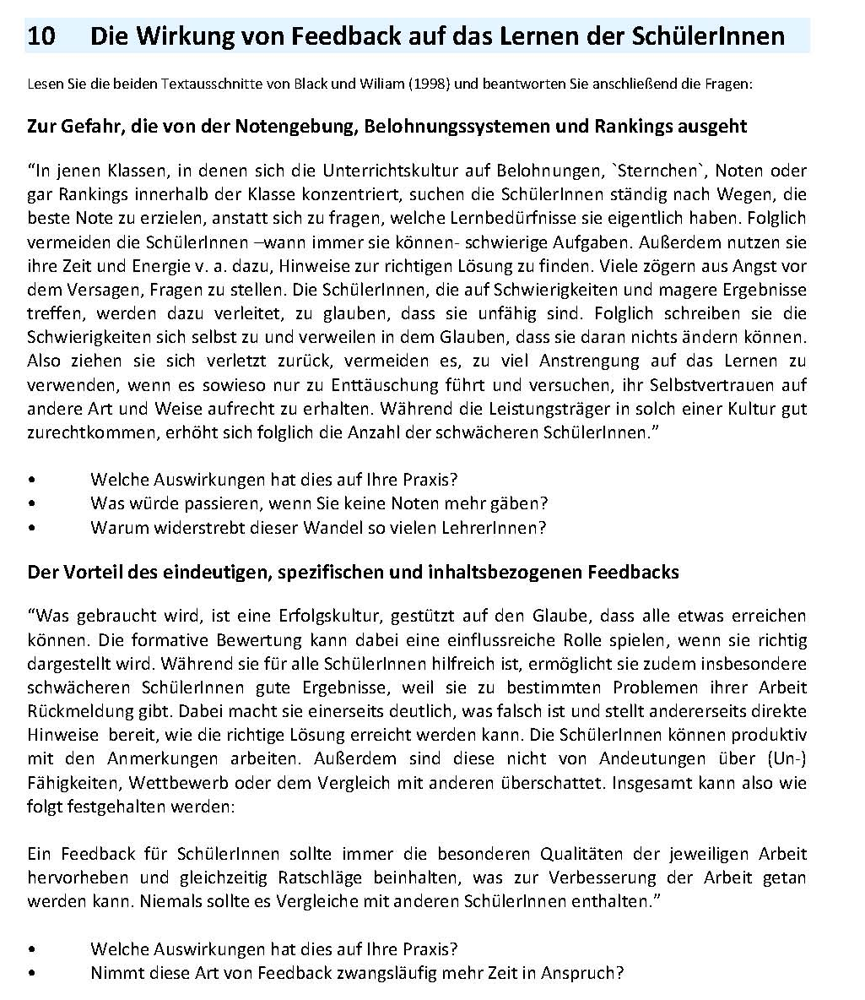 10 Die Wirkung von Feedback auf das Lernen der SchülerInnen
Lesen Sie die beiden Textausschnitte von Black und Wiliam (1998) und beantworten Sie anschließend die Fragen:
Zur Gefahr, die von der Notengebung, Belohnungssystemen und Rankings ausgeht
“In jenen Klassen, in denen sich die Unterrichtskultur auf Belohnungen, `Sternchen`, Noten oder
gar Rankings innerhalb der Klasse konzentriert, suchen die SchülerInnen ständig nach Wegen, die
beste Note zu erzielen, anstatt sich zu fragen, welche Lernbedürfnisse sie eigentlich haben. Folglich
vermeiden die SchülerInnen –wann immer sie können- schwierige Aufgaben. Außerdem nutzen sie
ihre Zeit und Energie v. a. dazu, Hinweise zur richtigen Lösung zu finden. Viele zögern aus Angst vor
dem Versagen, Fragen zu stellen. Die SchülerInnen, die auf Schwierigkeiten und magere Ergebnisse
treffen, werden dazu verleitet, zu glauben, dass sie unfähig sind. Folglich schreiben sie die
Schwierigkeiten sich selbst zu und verweilen in dem Glauben, dass sie daran nichts ändern können.
Also ziehen sie sich verletzt zurück, vermeiden es, zu viel Anstrengung auf das Lernen zu
verwenden, wenn es sowieso nur zu Enttäuschung führt und versuchen, ihr Selbstvertrauen auf
andere Art und Weise aufrecht zu erhalten. Während die Leistungsträger in solch einer Kultur gut
zurechtkommen, erhöht sich folglich die Anzahl der schwächeren SchülerInnen.”
• Welche Auswirkungen hat dies auf Ihre Praxis?
• Was würde passieren, wenn Sie keine Noten mehr gäben?
• Warum widerstrebt dieser Wandel so vielen LehrerInnen?
Der Vorteil des eindeutigen, spezifischen und inhaltsbezogenen Feedbacks
“Was gebraucht wird, ist eine Erfolgskultur, gestützt auf den Glaube, dass alle etwas erreichen
können. Die formative Bewertung kann dabei eine einflussreiche Rolle spielen, wenn sie richtig
dargestellt wird. Während sie für alle SchülerInnen hilfreich ist, ermöglicht sie zudem insbesondere
schwächeren SchülerInnen gute Ergebnisse, weil sie zu bestimmten Problemen ihrer Arbeit
Rückmeldung gibt. Dabei macht sie einerseits deutlich, was falsch ist und stellt andererseits direkte
Hinweise bereit, wie die richtige Lösung erreicht werden kann. Die SchülerInnen können produktiv
mit den Anmerkungen arbeiten. Außerdem sind diese nicht von Andeutungen über (Un-)
Fähigkeiten, Wettbewerb oder dem Vergleich mit anderen überschattet. Insgesamt kann also wie
folgt festgehalten werden:
Ein Feedback für SchülerInnen sollte immer die besonderen Qualitäten der jeweiligen Arbeit
hervorheben und gleichzeitig Ratschläge beinhalten, was zur Verbesserung der Arbeit getan
werden kann. Niemals sollte es Vergleiche mit anderen SchülerInnen enthalten.”
• Welche Auswirkungen hat dies auf Ihre Praxis?
• Nimmt diese Art von Feedback zwangsläufig mehr Zeit in Anspruch?